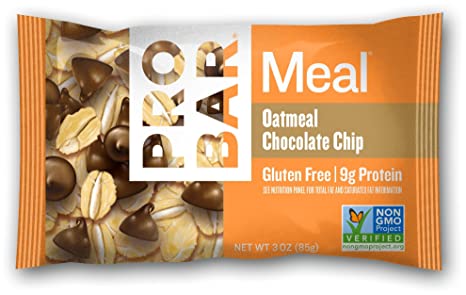 PRO
BAR®
Meal®
Oatmeal
Chocolate Chip
Gluten Free | 9g Protein
SEE NUTRITION PANEL FOR TOTAL FAT AND SATURATED FAT INFORMATION
NON
GMO
Project
VERIFIED
nongmoproject.org
NET WT 3 OZ (85g)